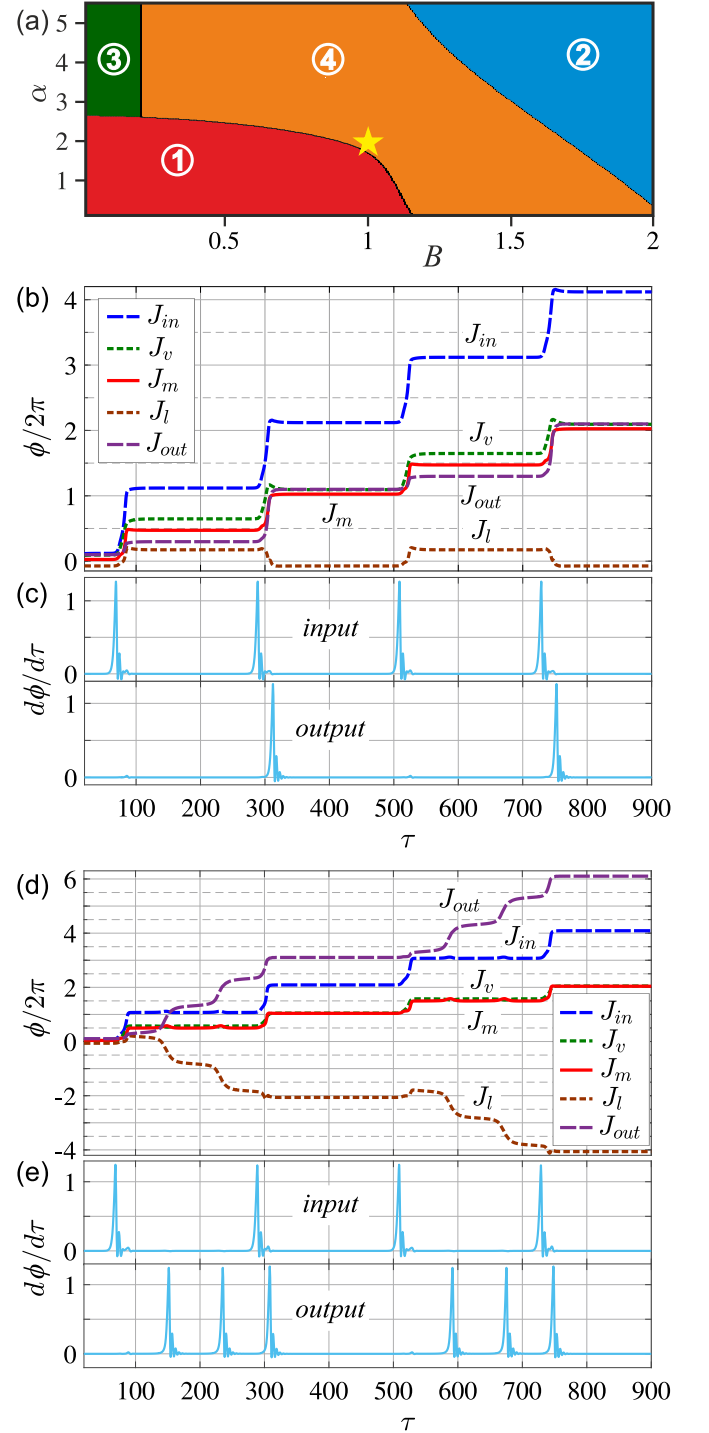 (a)
5
4
3
2
1
α
③ ④ ②
①
0.5 1 1.5 2
B
(b)
4
3
2
1
0
ϕ/2π
J_in
J_v
J_m
J_l
J_out
J_in
J_v
J_m
J_out
J_l
(c)
1
0
input
dϕ/dτ
1
0
output
100 200 300 400 500 600 700 800 900
τ
(d)
6
4
2
0
-2
-4
ϕ/2π
J_out
J_in
J_v
J_m
J_l
J_in
J_v
J_m
J_l
J_out
(e)
1
0
input
dϕ/dτ
1
0
output
100 200 300 400 500 600 700 800 900
τ